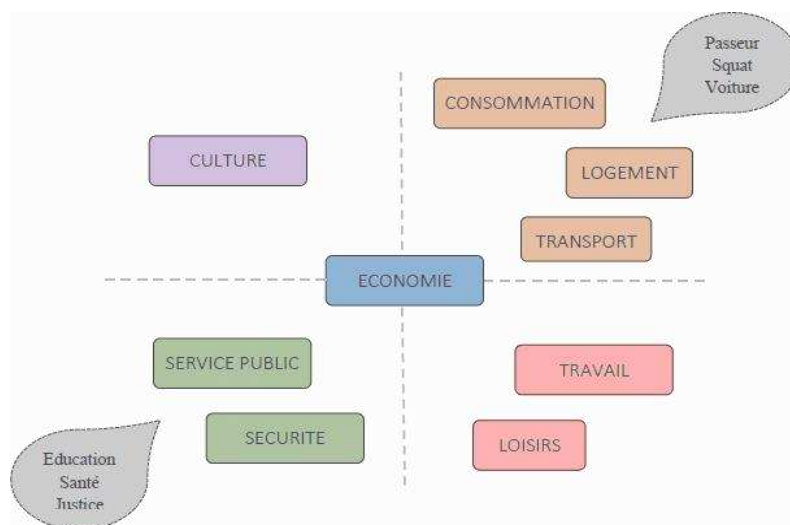 Passeur
Squat
Voiture
CONSOMMATION
CULTURE
LOGEMENT
TRANSPORT
ECONOMIE
SERVICE PUBLIC
TRAVAIL
SECURITE
LOISIRS
Education
Santé
Justice